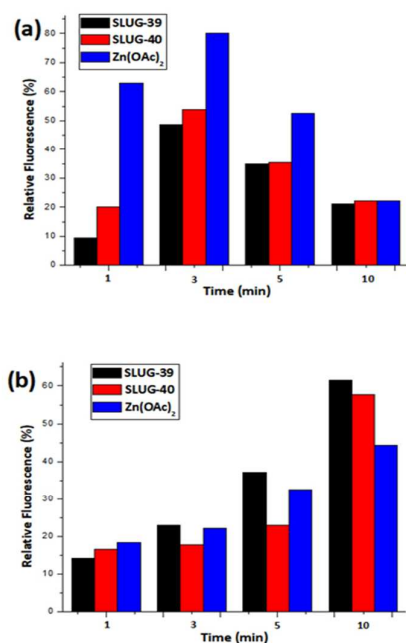 (a)
SLUG-39
SLUG-40
Zn(OAc)2
Relative Fluorescence (%)
80
70
60
50
40
30
20
10
0
1 3 5 10
Time (min)
(b)
SLUG-39
SLUG-40
Zn(OAc)2
Relative Fluorescence (%)
60
50
40
30
20
10
0
1 3 5 10
Time (min)